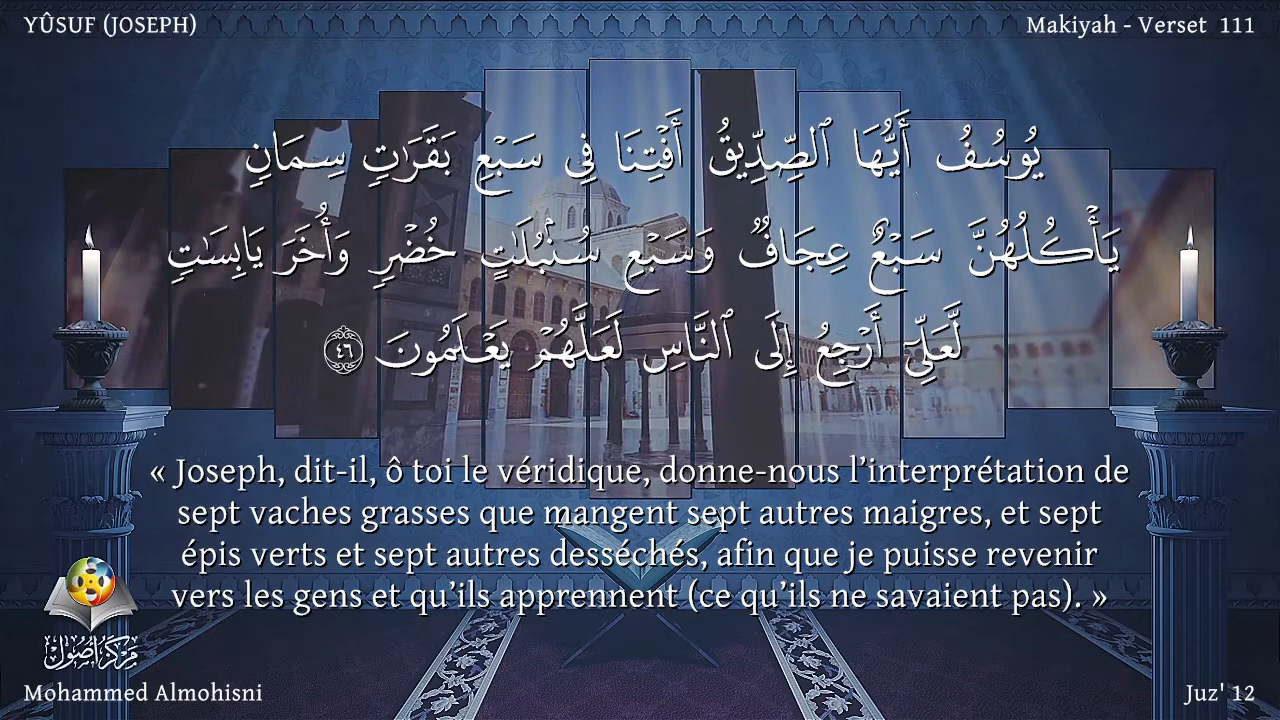 YÛSUF (JOSEPH)
Makiyah - Verset 111
يُوسُفُ أَيُّهَا ٱلصِّدِّيقُ أَفْتِنَا فِى سَبْعِ بَقَرَٰتٍ سِمَانٍ
يَأْكُلُهُنَّ سَبْعٌ عِجَافٌ وَسَبْعِ سُنۢبُلَٰتٍ خُضْرٍ وَأُخَرَ يَابِسَٰتٍ
لَّعَلِّىٓ أَرْجِعُ إِلَى ٱلنَّاسِ لَعَلَّهُمْ يَعْلَمُونَ ٤٦
« Joseph, dit-il, ô toi le véridique, donne-nous l’interprétation de
sept vaches grasses que mangent sept autres maigres, et sept
épis verts et sept autres desséchés, afin que je puisse revenir
vers les gens et qu’ils apprennent (ce qu’ils ne savaient pas). »
مركز أصول
Mohammed Almohisni
Juz' 12